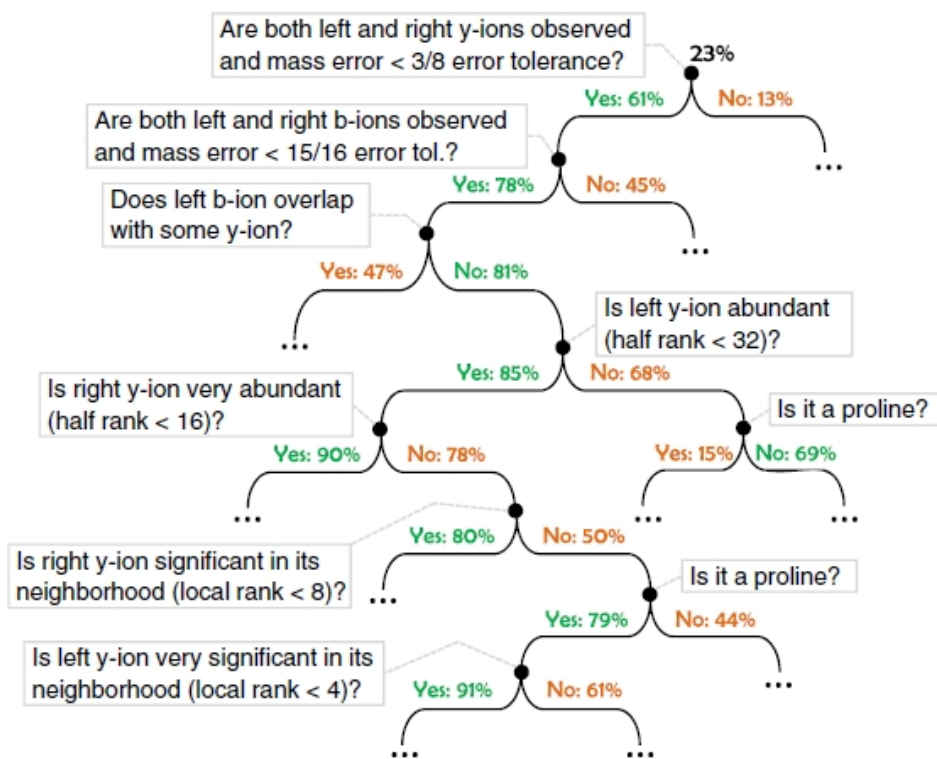 Are both left and right y-ions observed
and mass error < 3/8 error tolerance?
23%
Yes: 61%
No: 13%
...
Are both left and right b-ions observed
and mass error < 15/16 error tol.?
Yes: 78%
No: 45%
...
Does left b-ion overlap
with some y-ion?
Yes: 47%
No: 81%
...
Is left y-ion abundant
(half rank < 32)?
Yes: 85%
No: 68%
Is right y-ion very abundant
(half rank < 16)?
Yes: 90%
No: 78%
...
Is it a proline?
Yes: 15%
No: 69%
...
...
Is right y-ion significant in its
neighborhood (local rank < 8)?
Yes: 80%
No: 50%
...
Is it a proline?
Yes: 79%
No: 44%
...
Is left y-ion very significant in its
neighborhood (local rank < 4)?
Yes: 91%
No: 61%
...
...